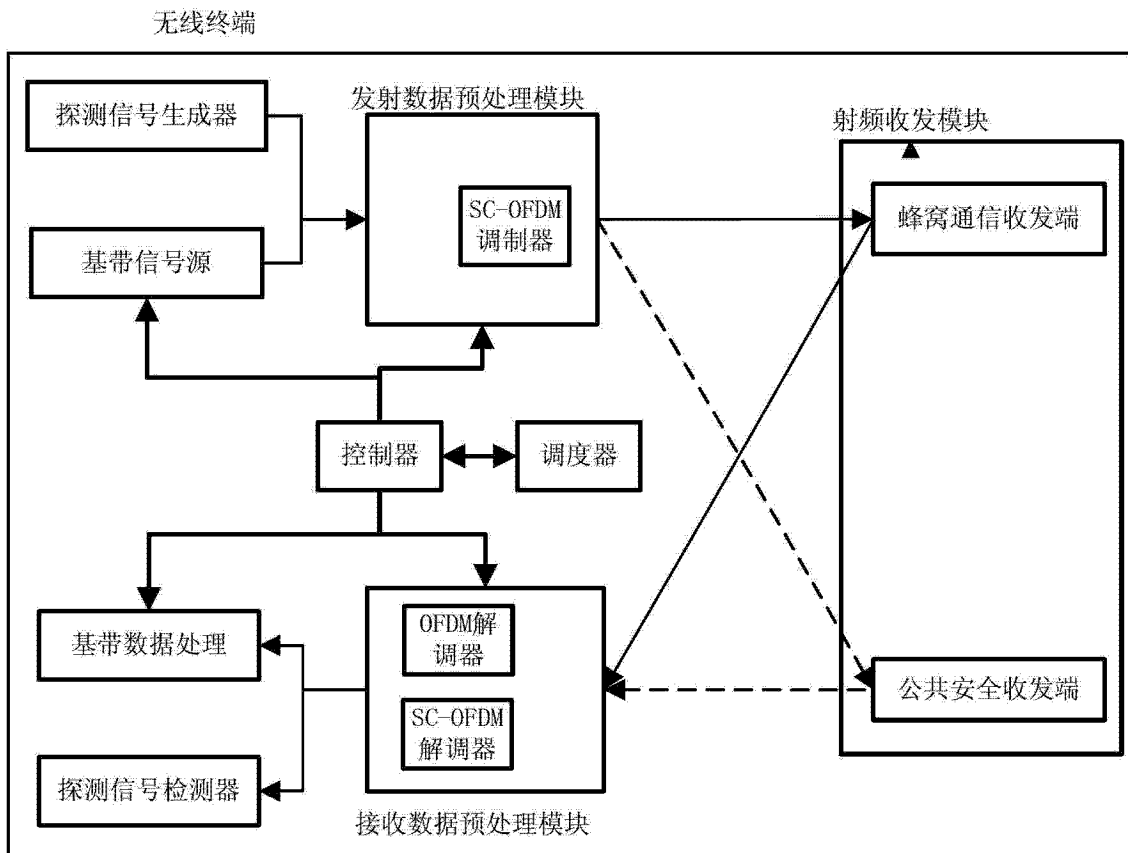 无线终端
探测信号生成器
发射数据预处理模块
射频收发模块
SC-OFDM
调制器
蜂窝通信收发端
基带信号源
控制器
调度器
OFDM解
调器
基带数据处理
SC-OFDM
解调器
公共安全收发端
探测信号检测器
接收数据预处理模块